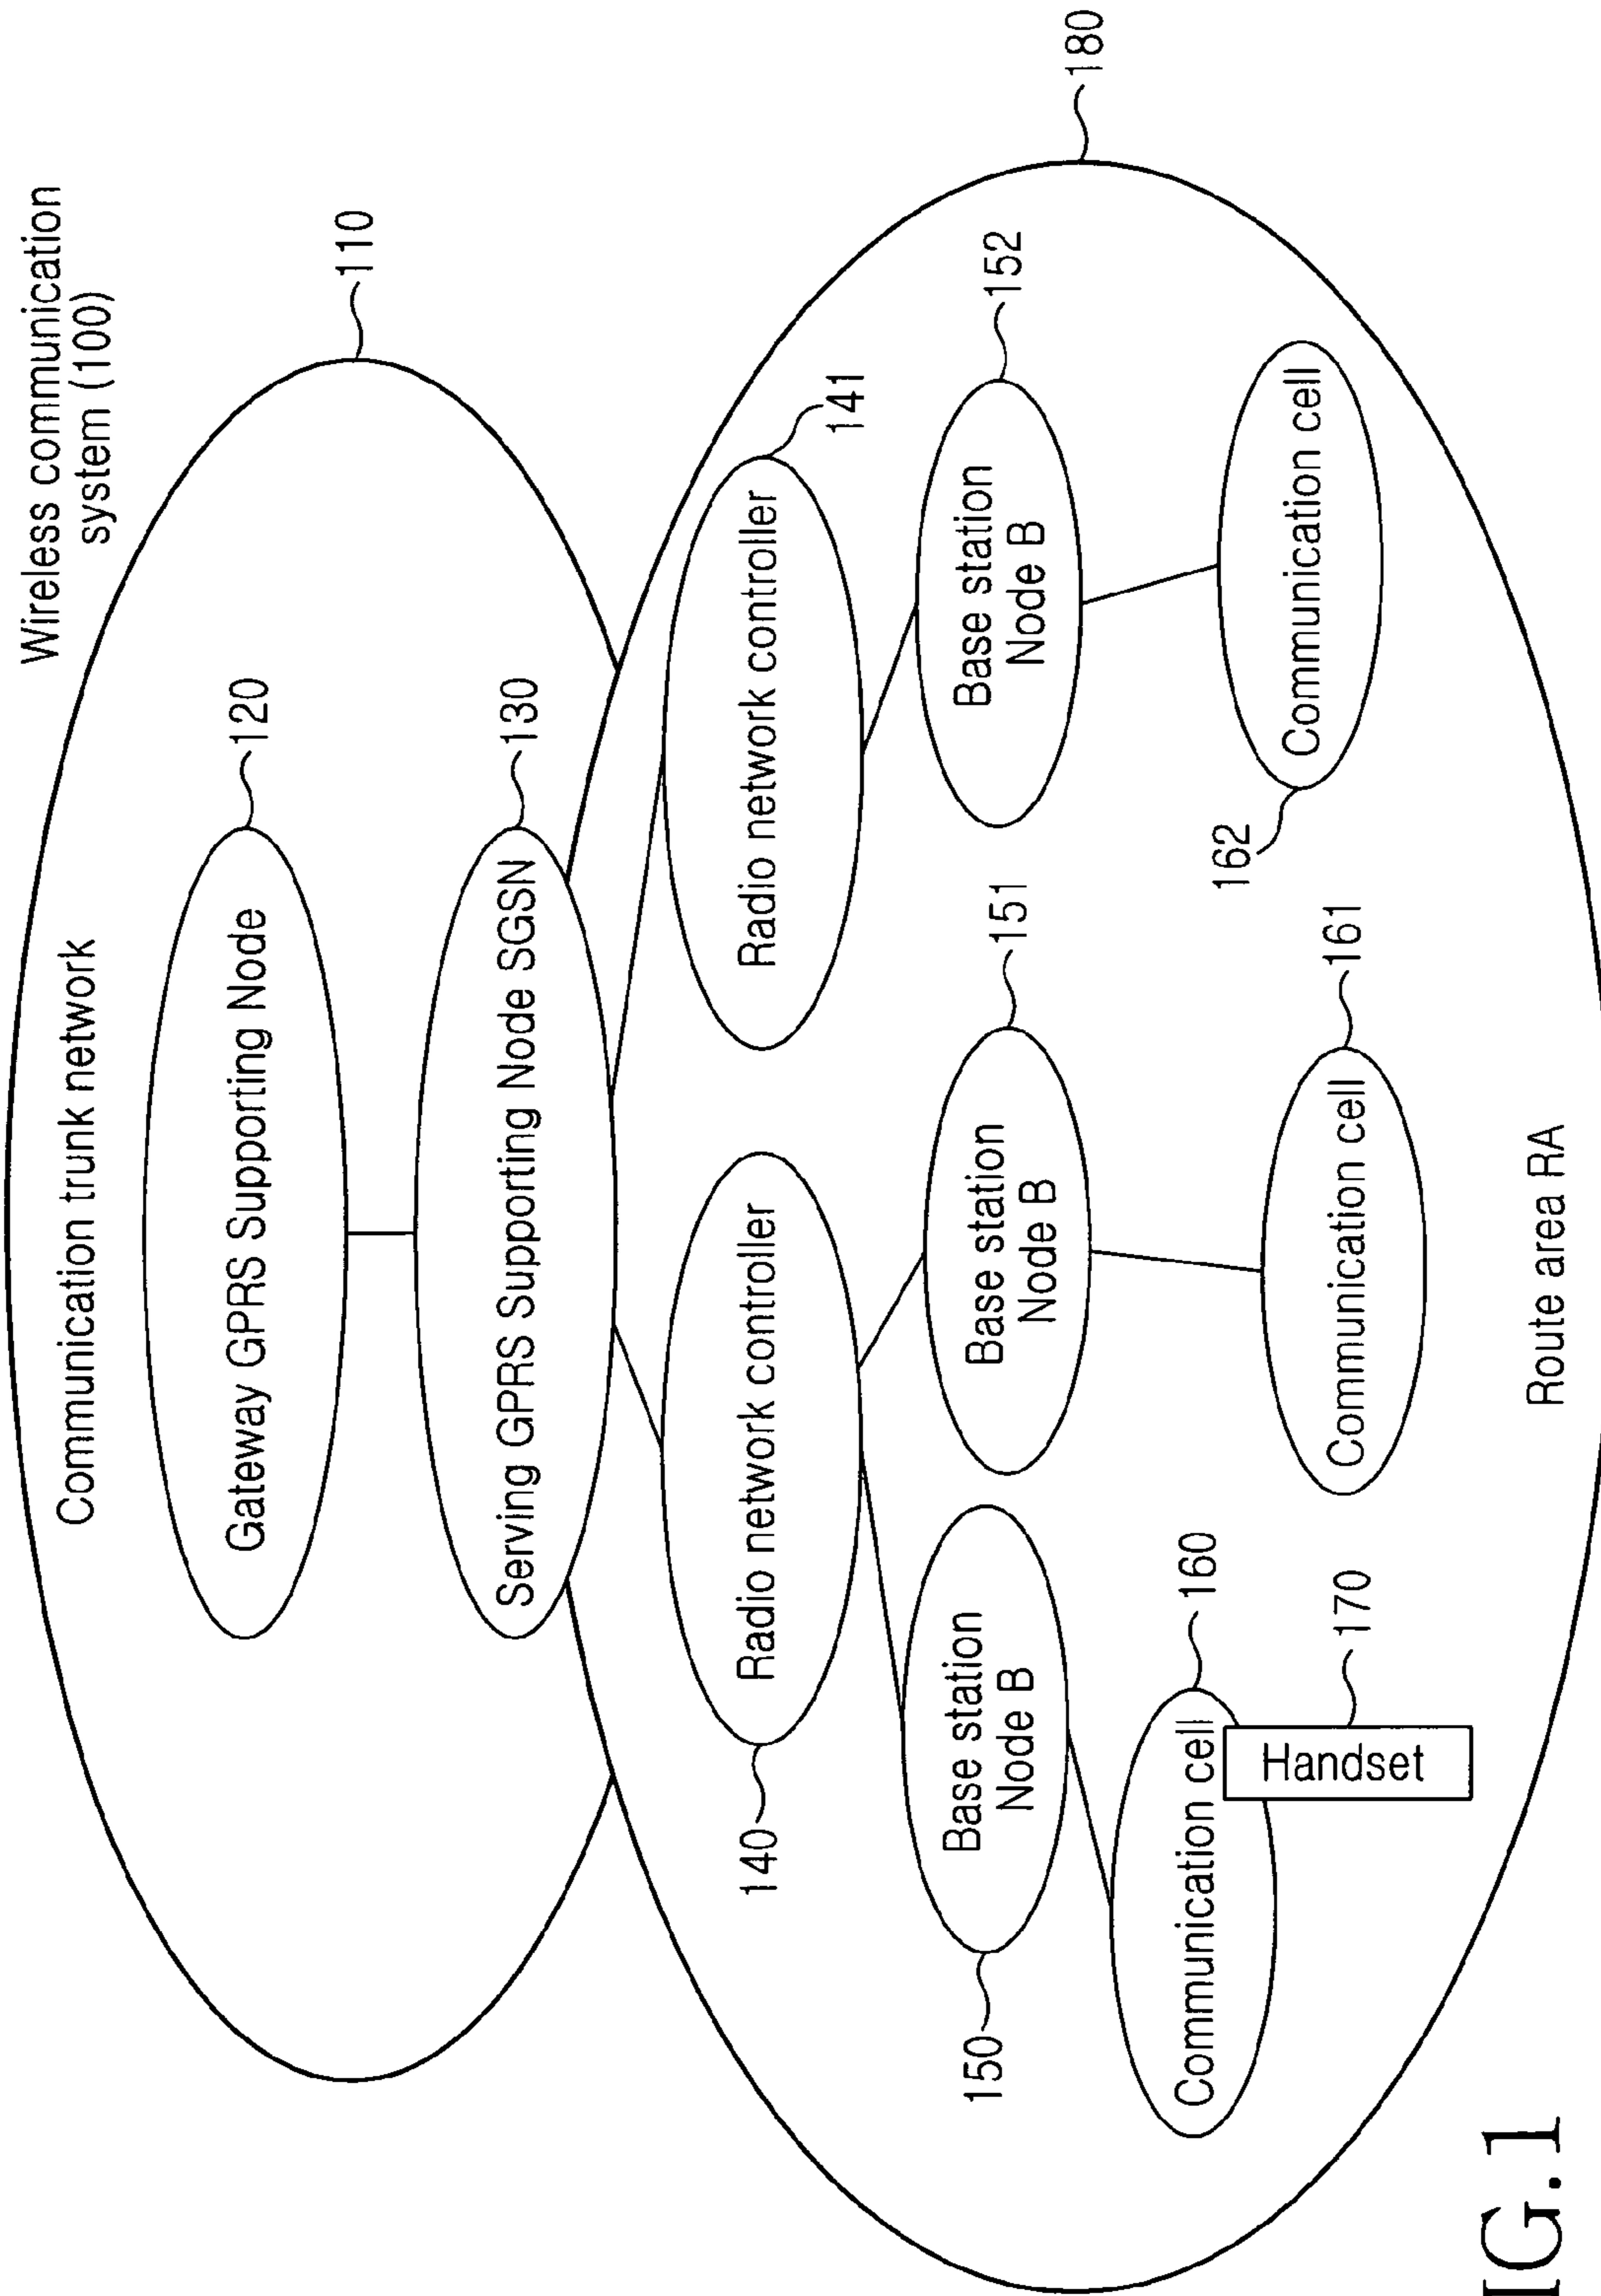 Wireless communication
system (100)
Communication trunk network
110
Gateway GPRS Supporting Node
120
Serving GPRS Supporting Node SGSN
130
180
140
Radio network controller
Radio network controller
141
150
Base station
Node B
Base station
Node B
151
Base station
Node B
152
Communication cell
160
Handset
170
Communication cell
161
162
Communication cell
Route area RA
IG.1